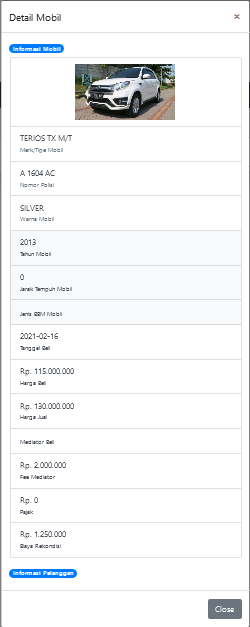 Detail Mobil
×
Informasi Mobil
TERIOS TX M/T
Merk/Tipe Mobil
A 1604 AC
Nomor Polisi
SILVER
Warna Mobil
2013
Tahun Mobil
0
Jarak Tempuh Mobil
Jenis BBM Mobil
2021-02-16
Tanggal Beli
Rp. 115.000.000
Harga Beli
Rp. 130.000.000
Harga Jual
Mediator Beli
Rp. 2.000.000
Fee Mediator
Rp. 0
Pajak
Rp. 1.250.000
Biaya Rekondisi
Informasi Pelanggan
Close